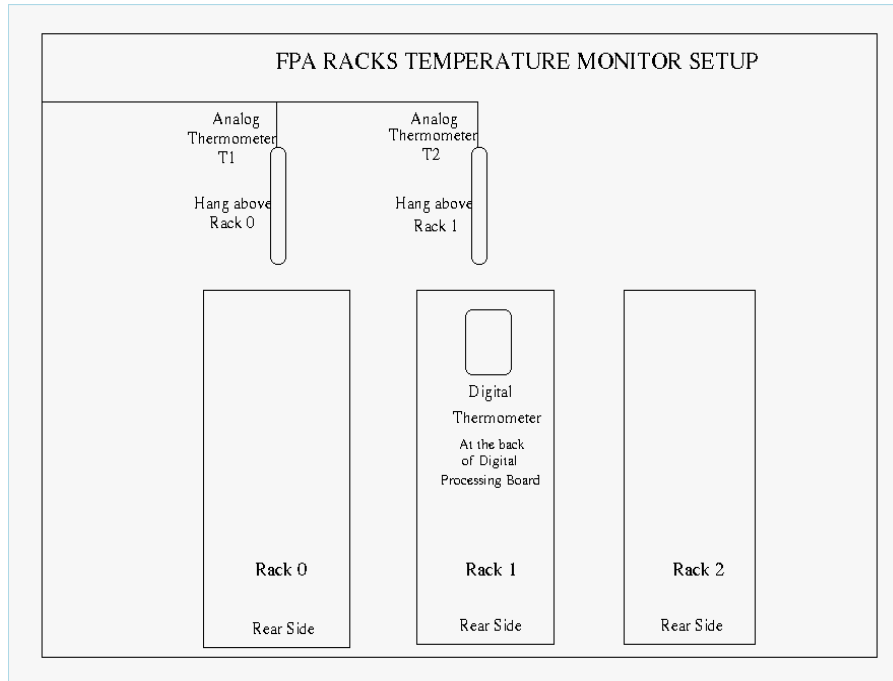 FPA RACKS TEMPERATURE MONITOR SETUP
Analog
Thermometer
T1
Hang above
Rack 0
Analog
Thermometer
T2
Hang above
Rack 1
Digital
Thermometer
At the back
of Digital
Processing Board
Rack 0
Rear Side
Rack 1
Rear Side
Rack 2
Rear Side